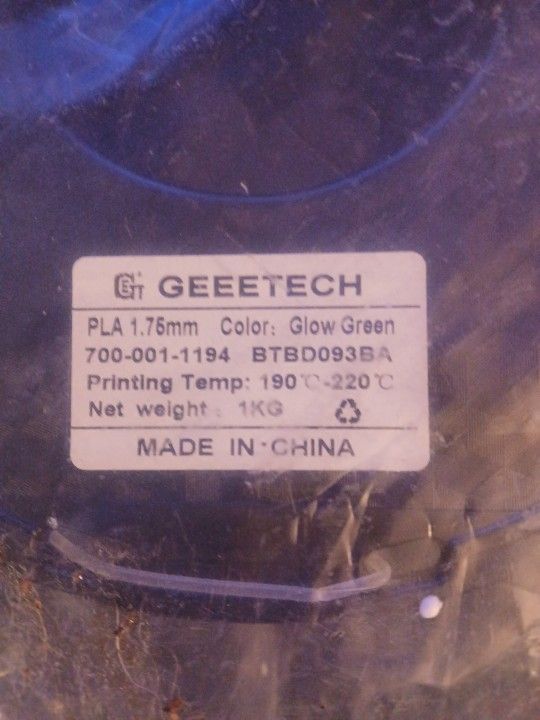 GEEETECH
PLA 1.75mm Color: Glow Green
700-001-1194 BTBD093BA
Printing Temp: 190℃-220℃
Net weight: 1KG
MADE IN CHINA